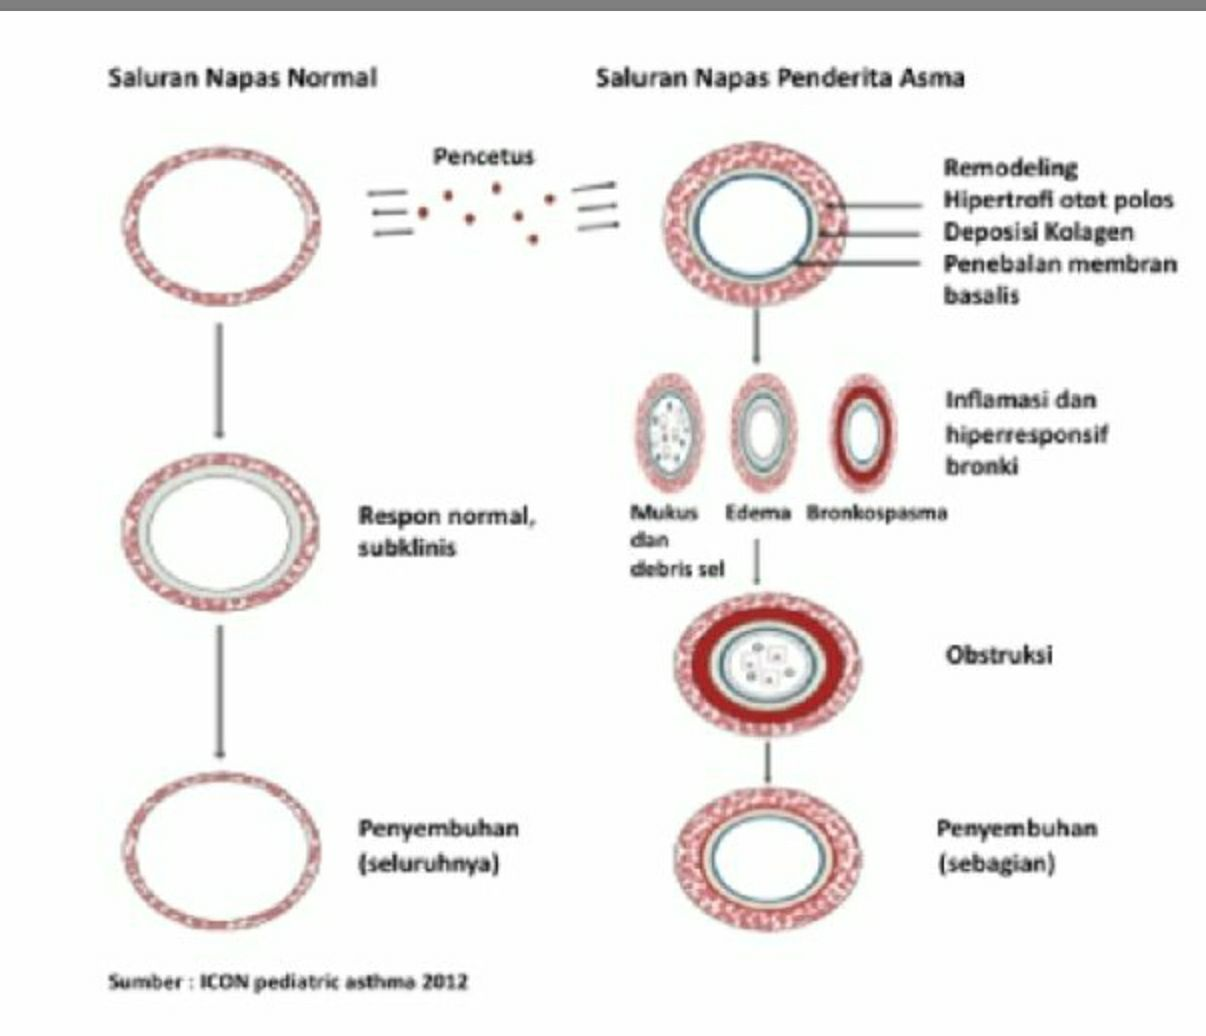 Saluran Napas Normal
Saluran Napas Penderita Asma
Pencetus
Remodeling
Hipertrofi otot polos
Deposisi Kolagen
Penebalan membran
basalis
Inflamasi dan
hiperresponsif
bronki
Mukus
dan
debris sel
Edema
Bronkospasma
Respon normal,
subklinis
Obstruksi
Penyembuhan
(seluruhnya)
Penyembuhan
(sebagian)
Sumber : ICON pediatric asthma 2012